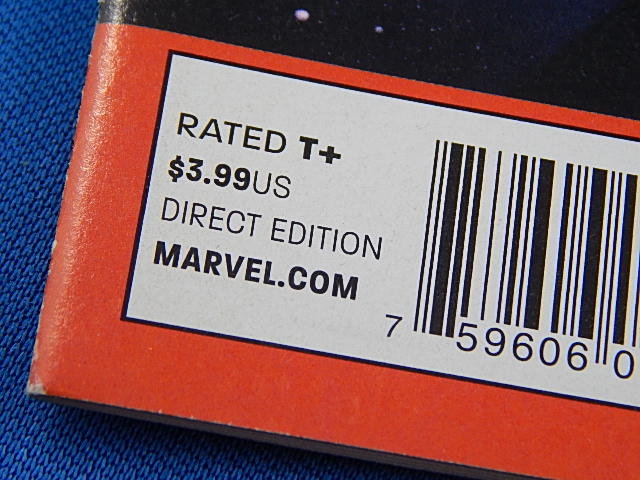 RATED T+
$3.99US
DIRECT EDITION
MARVEL.COM
7 59606 0